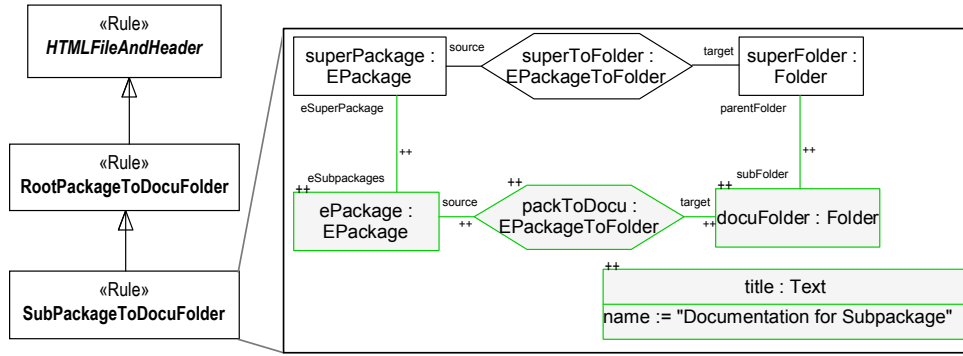 «Rule»
HTMLFileAndHeader
«Rule»
RootPackageToDocuFolder
«Rule»
SubPackageToDocuFolder
superPackage :
EPackage
source
superToFolder :
EPackageToFolder
target
superFolder :
Folder
eSuperPackage
parentFolder
++
++
eSubpackages
subFolder
++
++
++
ePackage :
EPackage
source
++
packToDocu :
EPackageToFolder
target
++
docuFolder : Folder
++
title : Text
name := "Documentation for Subpackage"